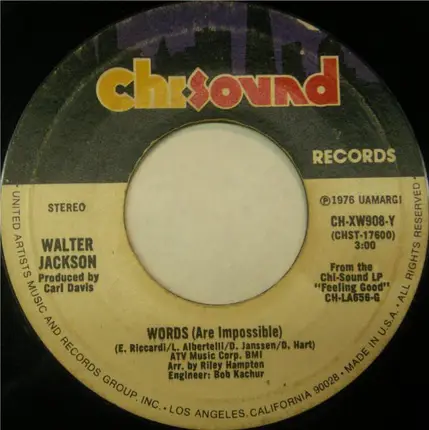 Chi-Sound
RECORDS
STEREO
WALTER
JACKSON
Produced by
Carl Davis
℗1976 UAMARGI
CH-XW908-Y
(CHST-17600)
3:00
From the
Chi-Sound LP
"Feeling Good"
CH-LA656-G
WORDS (Are Impossible)
(E. Riccardi/L. Albertelli/D. Janssen/D. Hart)
ATV Music Corp. BMI
Arr. by Riley Hampton
Engineer: Bob Kachur
• UNITED ARTISTS MUSIC AND RECORDS GROUP, INC. • LOS ANGELES, CALIFORNIA 90028 • MADE IN U.S.A. • ALL RIGHTS RESERVED •